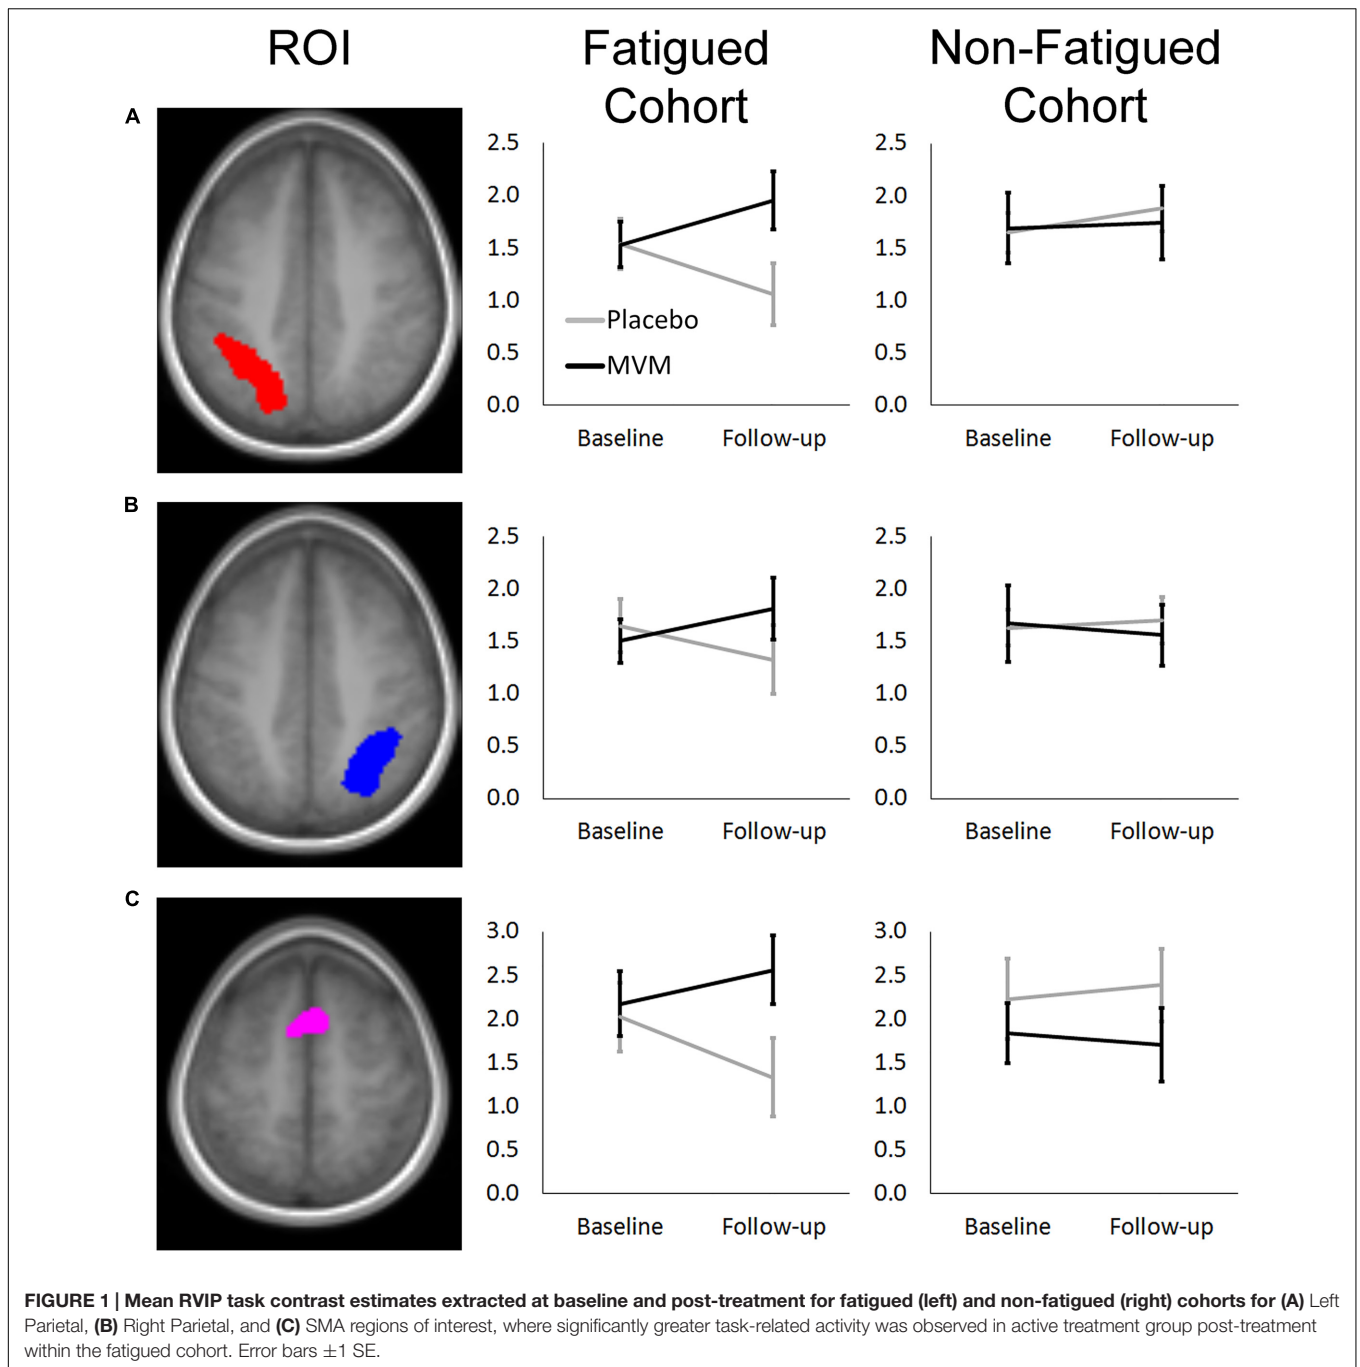 ROI
Fatigued
Cohort
Non-Fatigued
Cohort
A
2.5
2.0
1.5
1.0
0.5
0.0
Placebo
MVM
Baseline Follow-up
2.5
2.0
1.5
1.0
0.5
0.0
Baseline Follow-up
B
2.5
2.0
1.5
1.0
0.5
0.0
Baseline Follow-up
2.5
2.0
1.5
1.0
0.5
0.0
Baseline Follow-up
C
3.0
2.5
2.0
1.5
1.0
0.5
0.0
Baseline Follow-up
3.0
2.5
2.0
1.5
1.0
0.5
0.0
Baseline Follow-up
FIGURE 1 | Mean RVIP task contrast estimates extracted at baseline and post-treatment for fatigued (left) and non-fatigued (right) cohorts for (A) Left
Parietal, (B) Right Parietal, and (C) SMA regions of interest, where significantly greater task-related activity was observed in active treatment group post-treatment
within the fatigued cohort. Error bars ±1 SE.